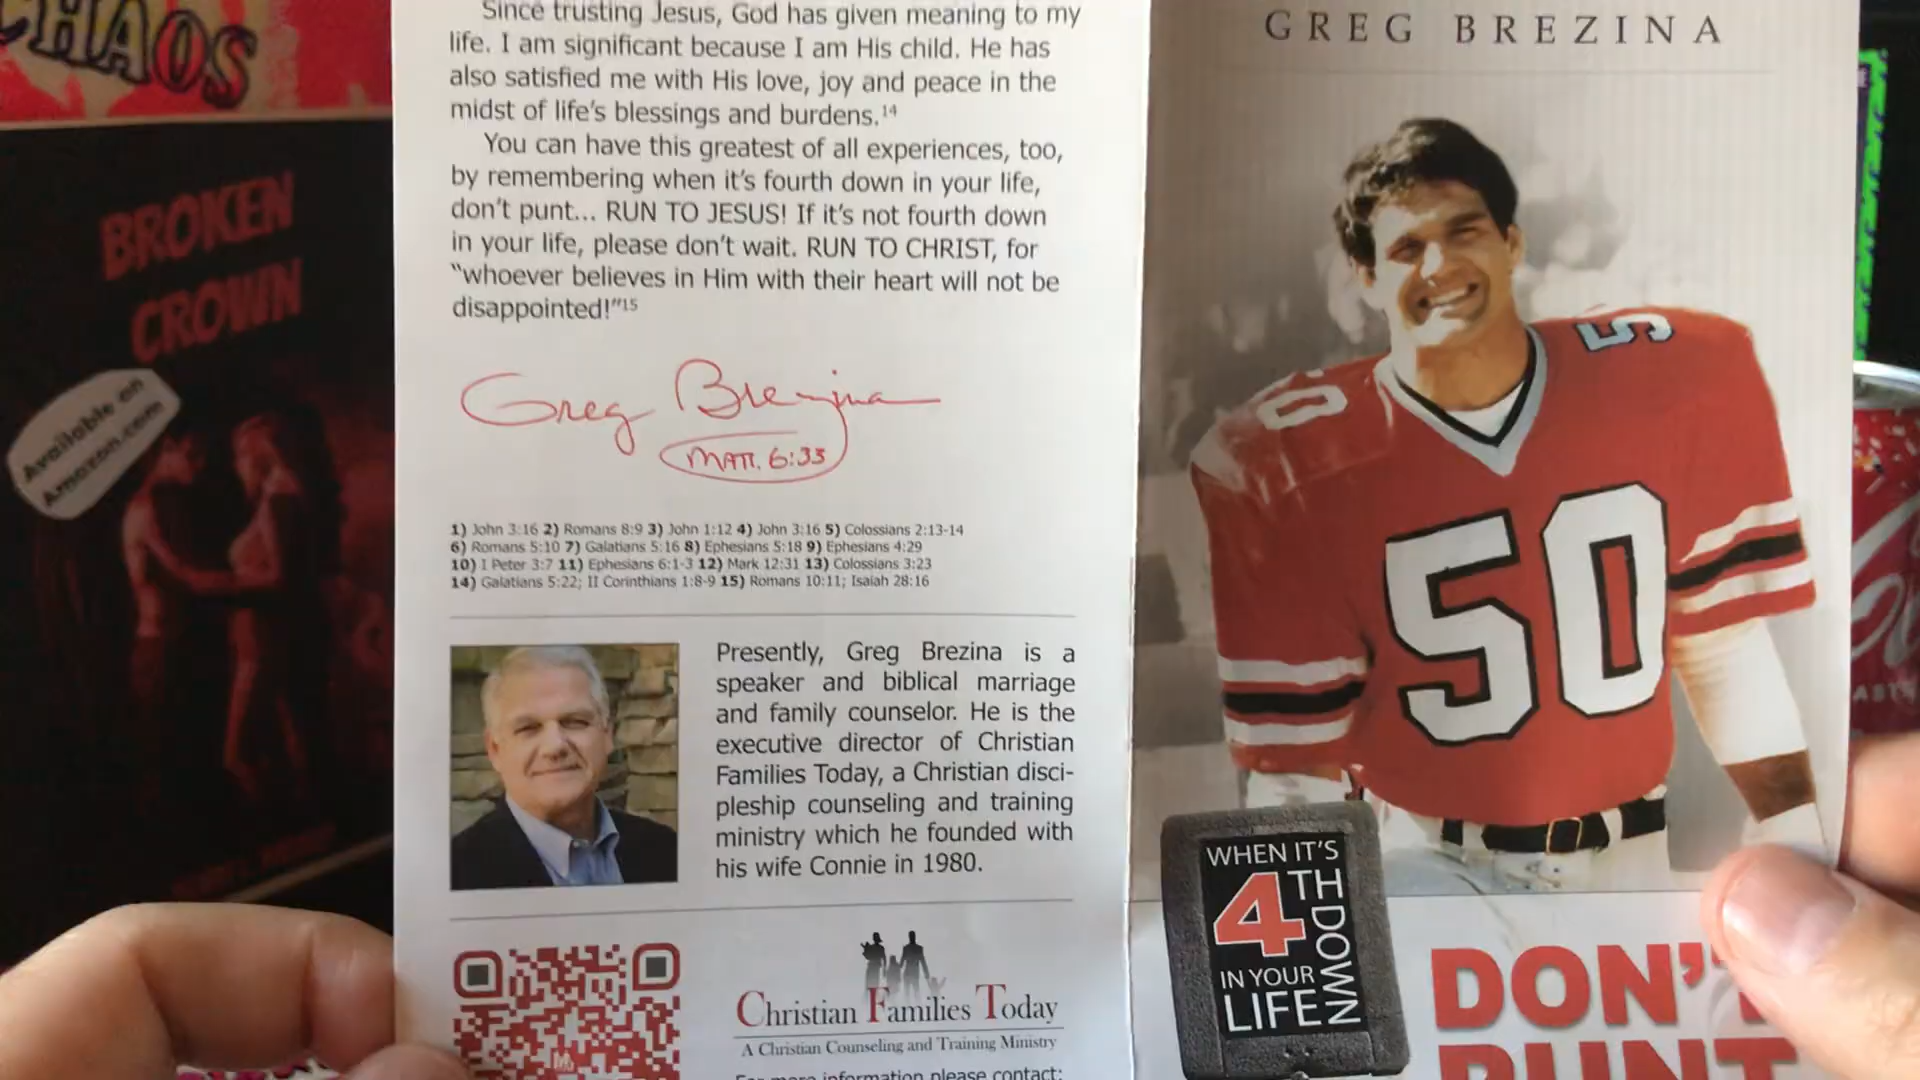 CHAOS
BROKEN
CROWN
Available on
Amazon.com
Since trusting Jesus, God has given meaning to my
life. I am significant because I am His child. He has
also satisfied me with His love, joy and peace in the
midst of life's blessings and burdens.14
You can have this greatest of all experiences, too,
by remembering when it's fourth down in your life,
don't punt... RUN TO JESUS! If it's not fourth down
in your life, please don't wait. RUN TO CHRIST, for
"whoever believes in Him with their heart will not be
disappointed!"15
Greg Brezina
MATT. 6:33
1) John 3:16 2) Romans 8:9 3) John 1:12 4) John 3:16 5) Colossians 2:13-14
6) Romans 5:10 7) Galatians 5:16 8) Ephesians 5:18 9) Ephesians 4:29
10) I Peter 3:7 11) Ephesians 6:1-3 12) Mark 12:31 13) Colossians 3:23
14) Galatians 5:22; II Corinthians 1:8-9 15) Romans 10:11; Isaiah 28:16
Presently, Greg Brezina is a
speaker and biblical marriage
and family counselor. He is the
executive director of Christian
Families Today, a Christian disci-
pleship counseling and training
ministry which he founded with
his wife Connie in 1980.
Christian Families Today
A Christian Counseling and Training Ministry
For more information please contact:
GREG BREZINA
50
50
50
WHEN IT'S
4TH DOWN
IN YOUR
LIFE
DON'T
PUNT